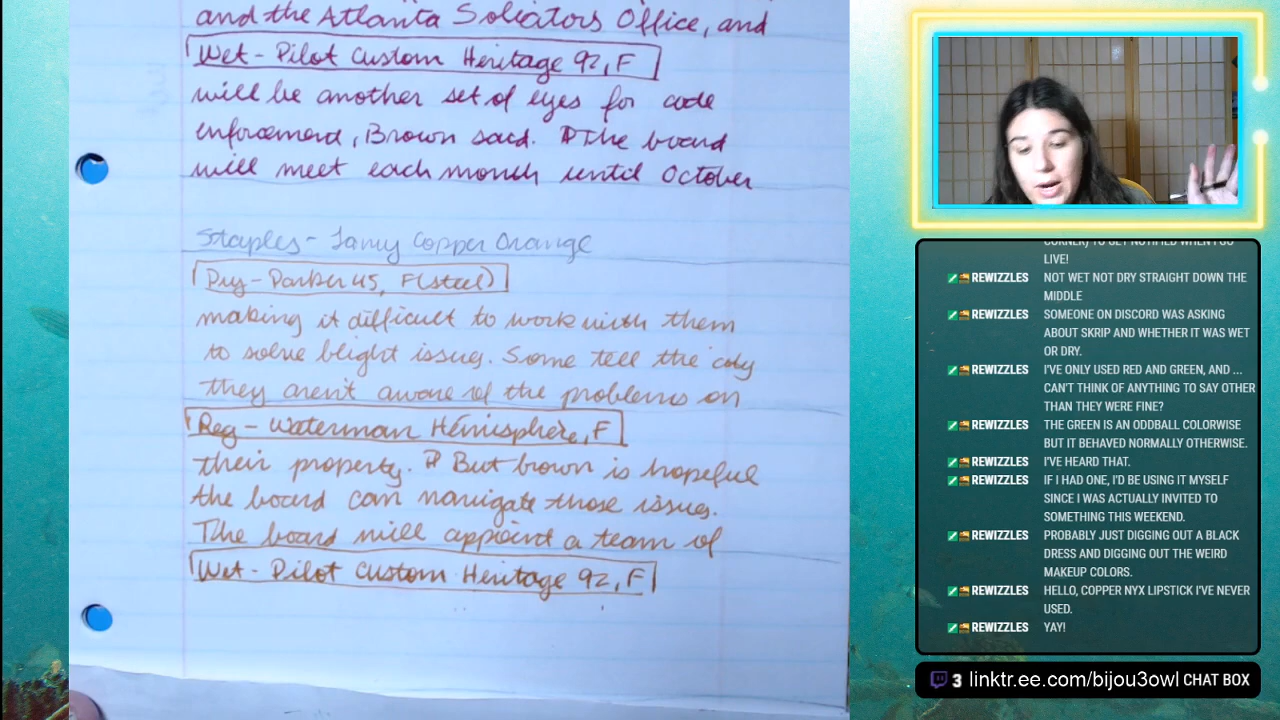 and the Atlanta Solicitors Office, and
Wet - Pilot Custom Heritage 92, F
will be another set of eyes for code
enforcement, Brown said. The board
will meet each month until October
Staples - Lamy Copper Orange
Dry - Parker 45, F (steel)
making it difficult to work with them
to solve blight issues. Some tell the city
they aren't aware of the problems on
Reg - Waterman Hémisphère, F
their property. But brown is hopeful
the board can navigate those issues.
The board will appoint a team of
Wet - Pilot Custom Heritage 92, F
CORNER) TO GET NOTIFIED WHEN I GO
LIVE!
REWIZZLES NOT WET NOT DRY STRAIGHT DOWN THE
MIDDLE
REWIZZLES SOMEONE ON DISCORD WAS ASKING
ABOUT SKRIP AND WHETHER IT WAS WET
OR DRY.
REWIZZLES I'VE ONLY USED RED AND GREEN, AND ...
CAN'T THINK OF ANYTHING TO SAY OTHER
THAN THEY WERE FINE?
REWIZZLES THE GREEN IS AN ODDBALL COLORWISE
BUT IT BEHAVED NORMALLY OTHERWISE.
REWIZZLES I'VE HEARD THAT.
REWIZZLES IF I HAD ONE, I'D BE USING IT MYSELF
SINCE I WAS ACTUALLY INVITED TO
SOMETHING THIS WEEKEND.
REWIZZLES PROBABLY JUST DIGGING OUT A BLACK
DRESS AND DIGGING OUT THE WEIRD
MAKEUP COLORS.
REWIZZLES HELLO, COPPER NYX LIPSTICK I'VE NEVER
USED.
REWIZZLES YAY!
3 linktr.ee.com/bijou3owl CHAT BOX